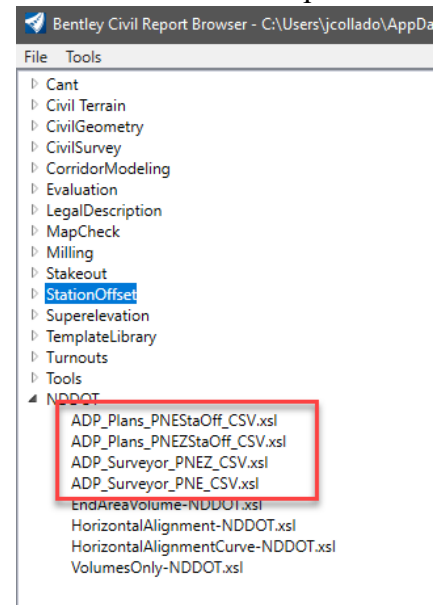 Bentley Civil Report Browser - C:\Users\jcollado\AppDa
File Tools
Cant
Civil Terrain
CivilGeometry
CivilSurvey
CorridorModeling
Evaluation
LegalDescription
MapCheck
Milling
Stakeout
StationOffset
Superelevation
TemplateLibrary
Turnouts
Tools
NDDOT
ADP_Plans_PNEStaOff_CSV.xsl
ADP_Plans_PNEZStaOff_CSV.xsl
ADP_Surveyor_PNEZ_CSV.xsl
ADP_Surveyor_PNE_CSV.xsl
EndAreaVolume-NDDOT.xsl
HorizontalAlignment-NDDOT.xsl
HorizontalAlignmentCurve-NDDOT.xsl
VolumesOnly-NDDOT.xsl